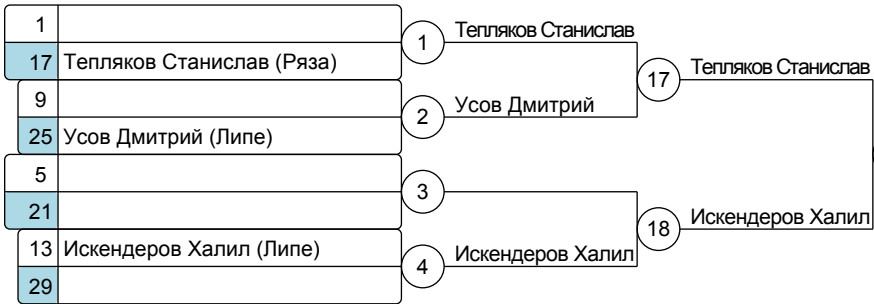 1
17 Тепляков Станислав (Ряза)
9
25 Усов Дмитрий (Липе)
5
21
13 Искендеров Халил (Липе)
29
1 Тепляков Станислав
2 Усов Дмитрий
3
4 Искендеров Халил
17 Тепляков Станислав
18 Искендеров Халил